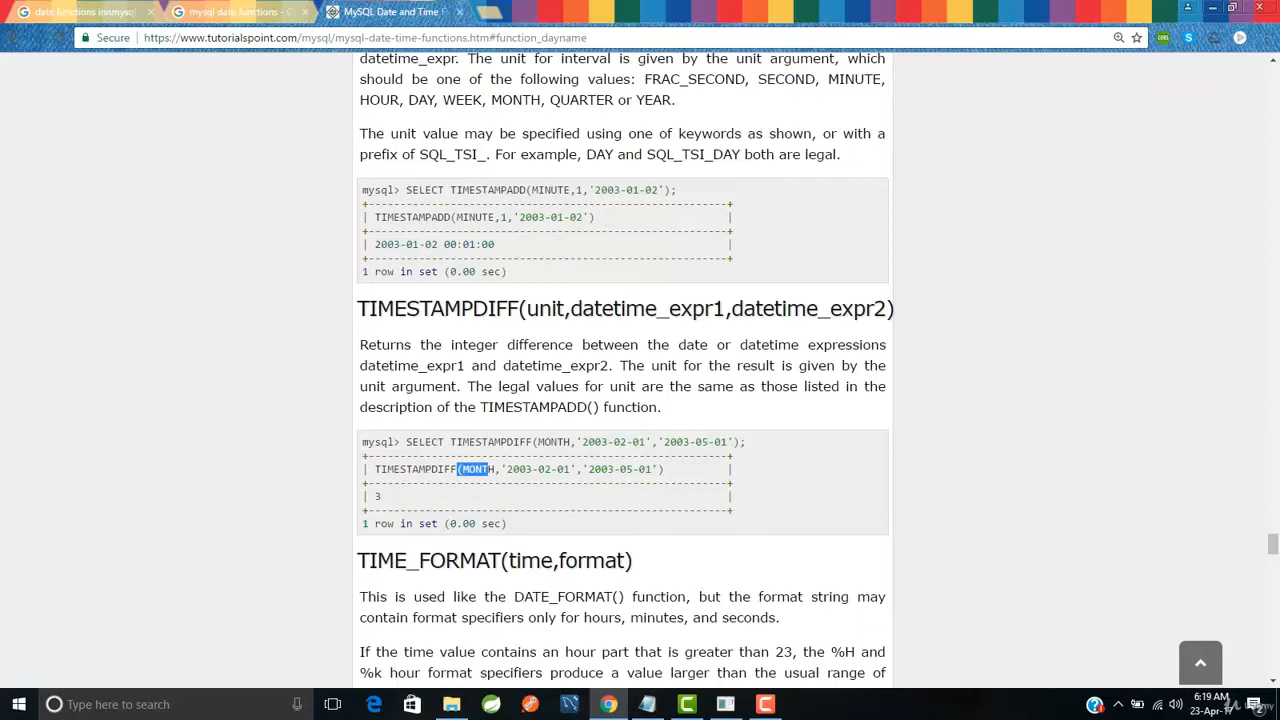 date functions innmysql
mysql date functions - G
MySQL Date and Time
Secure
https://www.tutorialspoint.com/mysql/mysql-date-time-functions.htm#function_dayname
datetime_expr. The unit for interval is given by the unit argument, which
should be one of the following values: FRAC_SECOND, SECOND, MINUTE,
HOUR, DAY, WEEK, MONTH, QUARTER or YEAR.
The unit value may be specified using one of keywords as shown, or with a
prefix of SQL_TSI_. For example, DAY and SQL_TSI_DAY both are legal.
mysql> SELECT TIMESTAMPADD(MINUTE,1,'2003-01-02');
+---------------------------------------------------------+
| TIMESTAMPADD(MINUTE,1,'2003-01-02') |
+---------------------------------------------------------+
| 2003-01-02 00:01:00 |
+---------------------------------------------------------+
1 row in set (0.00 sec)
TIMESTAMPDIFF(unit,datetime_expr1,datetime_expr2)
Returns the integer difference between the date or datetime expressions
datetime_expr1 and datetime_expr2. The unit for the result is given by the
unit argument. The legal values for unit are the same as those listed in the
description of the TIMESTAMPADD() function.
mysql> SELECT TIMESTAMPDIFF(MONTH,'2003-02-01','2003-05-01');
+---------------------------------------------------------+
| TIMESTAMPDIFF(MONTH,'2003-02-01','2003-05-01') |
+---------------------------------------------------------+
| 3 |
+---------------------------------------------------------+
1 row in set (0.00 sec)
TIME_FORMAT(time,format)
This is used like the DATE_FORMAT() function, but the format string may
contain format specifiers only for hours, minutes, and seconds.
If the time value contains an hour part that is greater than 23, the %H and
%k hour format specifiers produce a value larger than the usual range of
Type here to search
6:19 AM
23-Apr-17